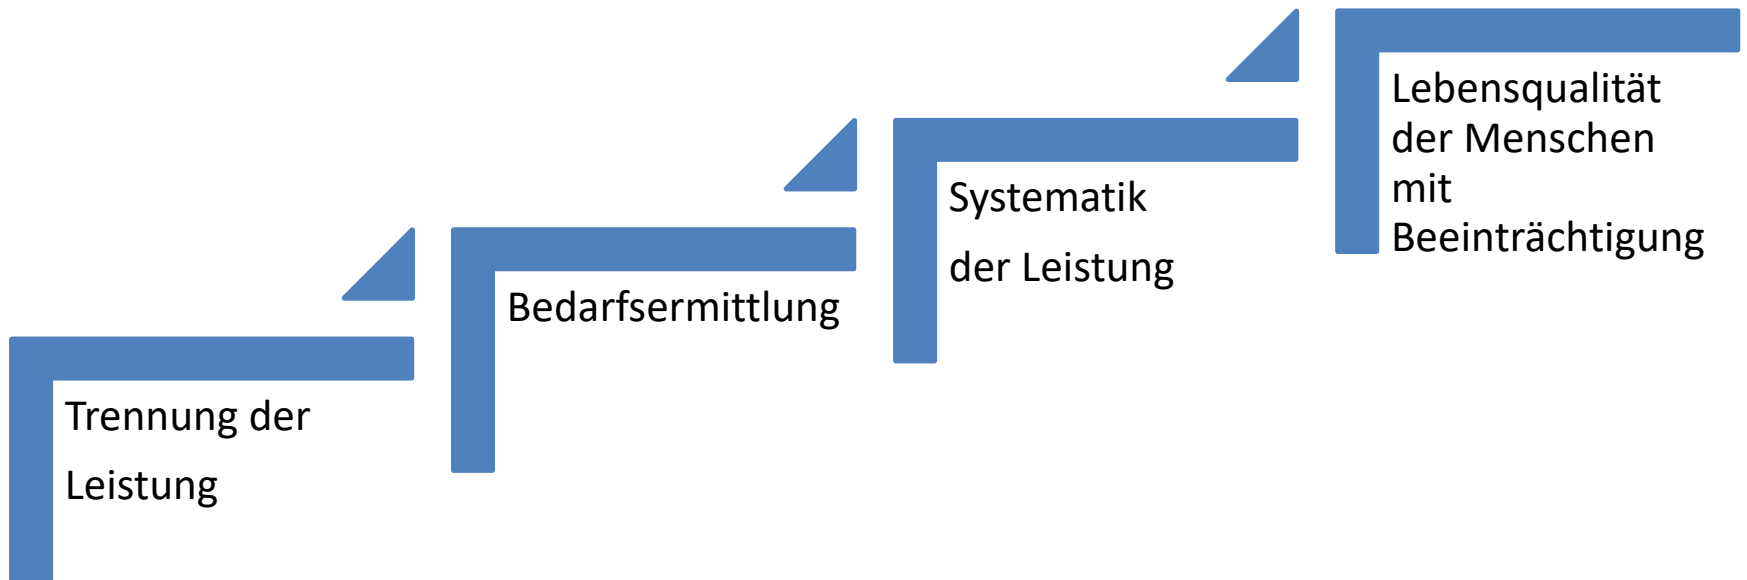 Trennung der
Leistung
Bedarfsermittlung
Systematik
der Leistung
Lebensqualität
der Menschen
mit
Beeinträchtigung